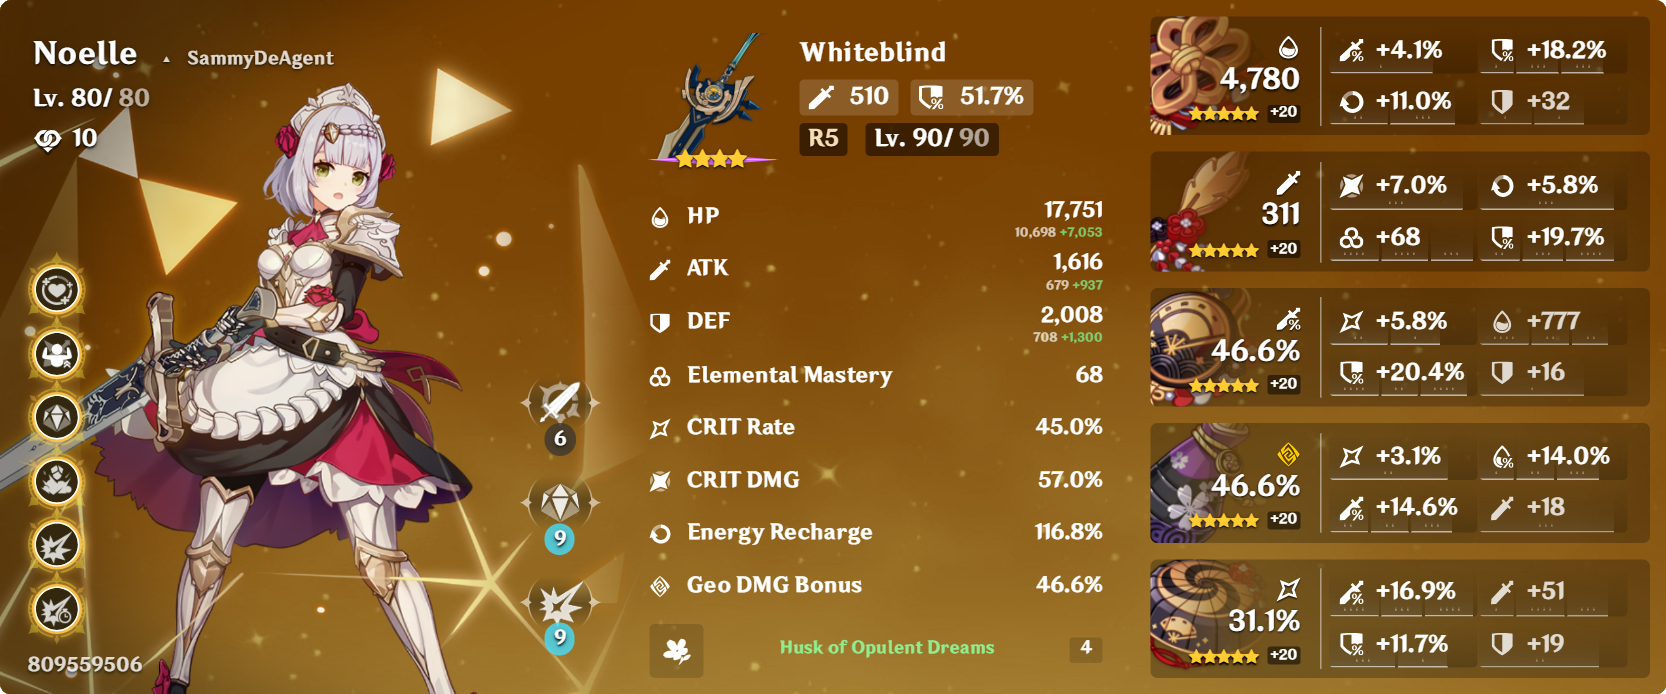 Noelle ▲ SammyDeAgent
Lv. 80/ 80
10
809559506
6
9
9
Whiteblind
510 51.7%
R5 Lv. 90/ 90
HP 17,751
10,698 +7,053
ATK 1,616
679 +937
DEF 2,008
708 +1,300
Elemental Mastery 68
CRIT Rate 45.0%
CRIT DMG 57.0%
Energy Recharge 116.8%
Geo DMG Bonus 46.6%
Husk of Opulent Dreams 4
4,780
+20
+4.1% +18.2%
+11.0% +32
311
+20
+7.0% +5.8%
+68 +19.7%
46.6%
+20
+5.8% +777
+20.4% +16
46.6%
+20
+3.1% +14.0%
+14.6% +18
31.1%
+20
+16.9% +51
+11.7% +19